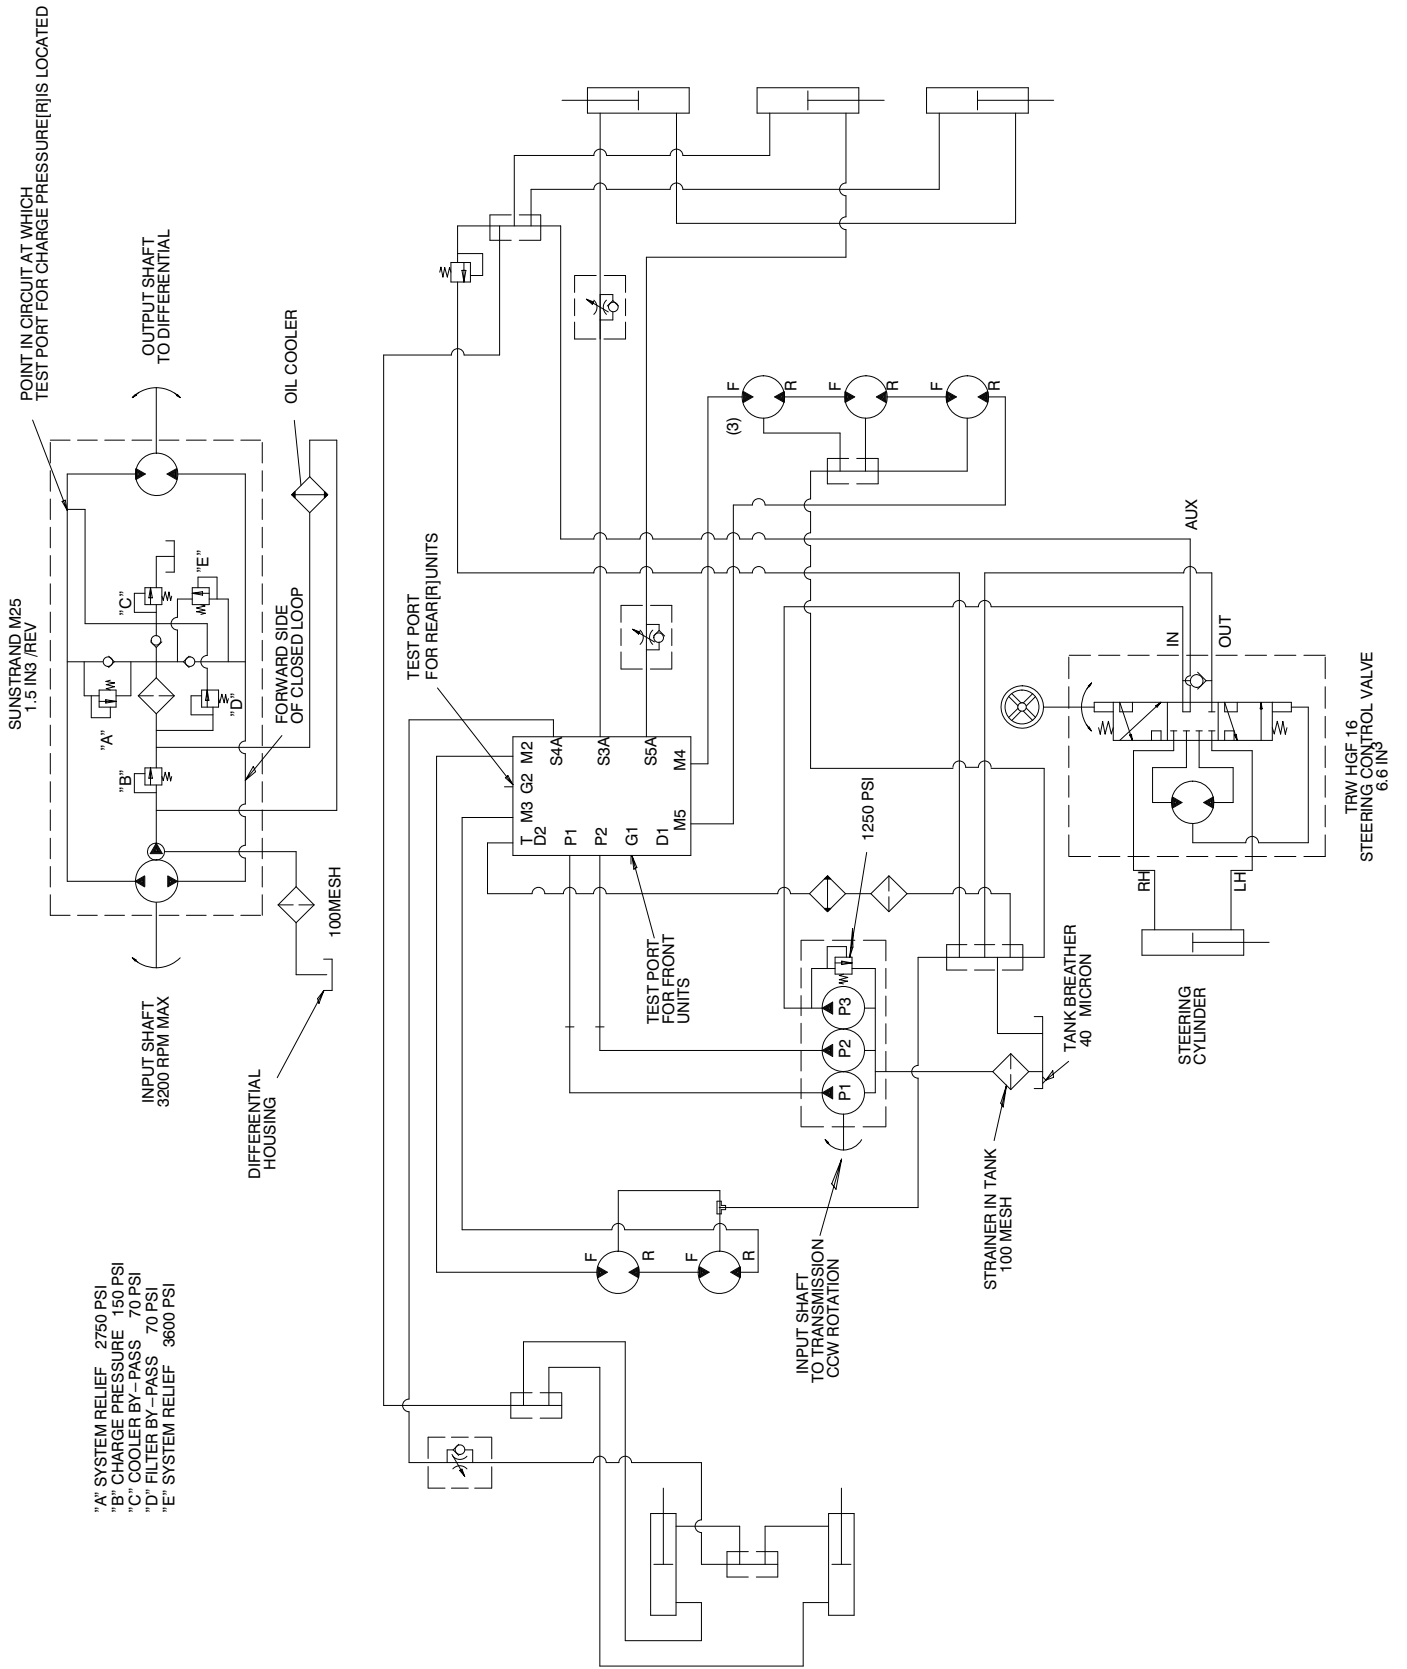 POINT IN CIRCUIT AT WHICH
TEST PORT FOR CHARGE PRESSURE[R]IS LOCATED
OUTPUT SHAFT
TO DIFFERENTIAL
OIL COOLER
SUNSTRAND M25
1.5 IN3 /REV
"A"
"B"
"C"
"D"
"E"
FORWARD SIDE
OF CLOSED LOOP
100MESH
INPUT SHAFT
3200 RPM MAX
DIFFERENTIAL
HOUSING
"A" SYSTEM RELIEF 2750 PSI
"B" CHARGE PRESSURE 150 PSI
"C" COOLER BY–PASS 70 PSI
"D" FILTER BY–PASS 70 PSI
"E" SYSTEM RELIEF 3600 PSI
TEST PORT
FOR REAR[R]UNITS
T M3 G2 M2
D2
S4A
P1
P2
S3A
G1
S5A
D1
M5
M4
TEST PORT
FOR FRONT
UNITS
1250 PSI
P1
P2
P3
F
R
F
R
(3)
F
R
F
R
F
R
INPUT SHAFT
TO TRANSMISSION
CCW ROTATION
STRAINER IN TANK
100 MESH
TANK BREATHER
40 MICRON
AUX
IN
OUT
RH
LH
STEERING
CYLINDER
TRW HGF 16
STEERING CONTROL VALVE
6.6 IN3